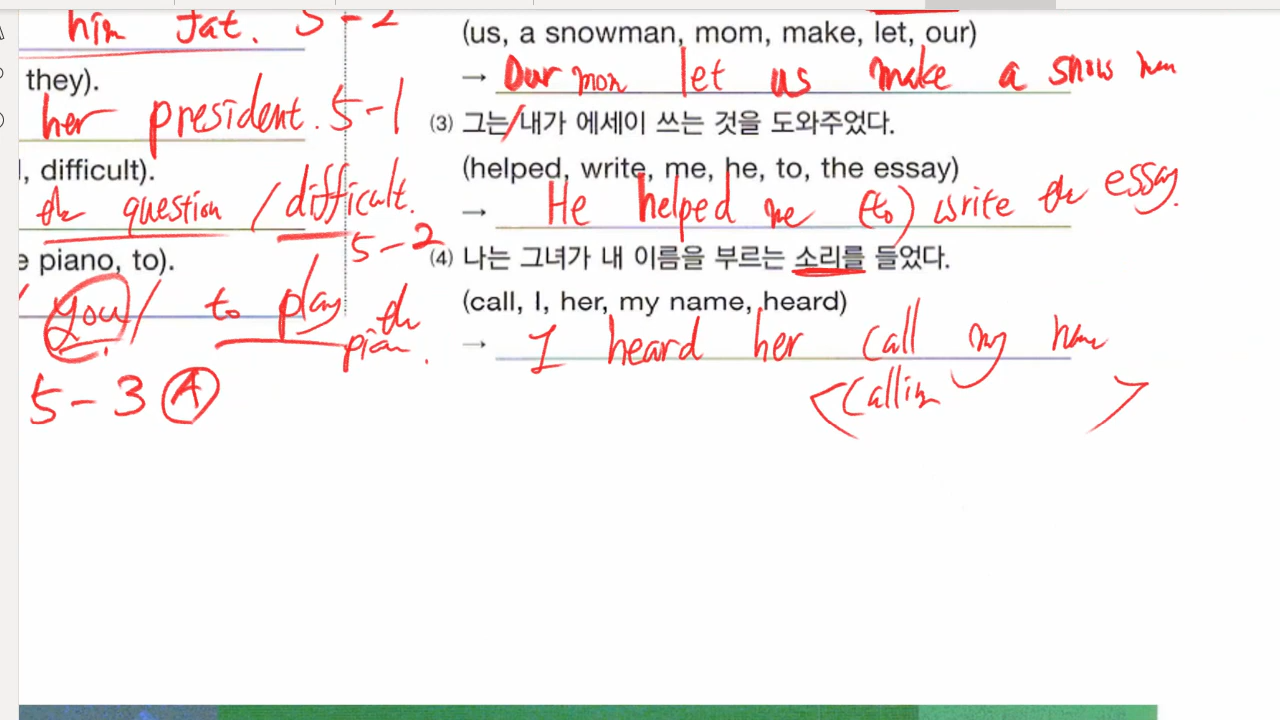 him fat. 5-2
they).
her president. 5-1
, difficult).
the question / difficult.
5-2
piano, to).
/ you / to play the
5-3 Ⓐ
(us, a snowman, mom, make, let, our)
→ Our mom let us make a snow man
(3) 그는/내가 에세이 쓰는 것을 도와주었다.
(helped, write, me, he, to, the essay)
→ He helped me (to) write the essay.
(4) 나는 그녀가 내 이름을 부르는 소리를 들었다.
(call, I, her, my name, heard)
→ I heard her call my name